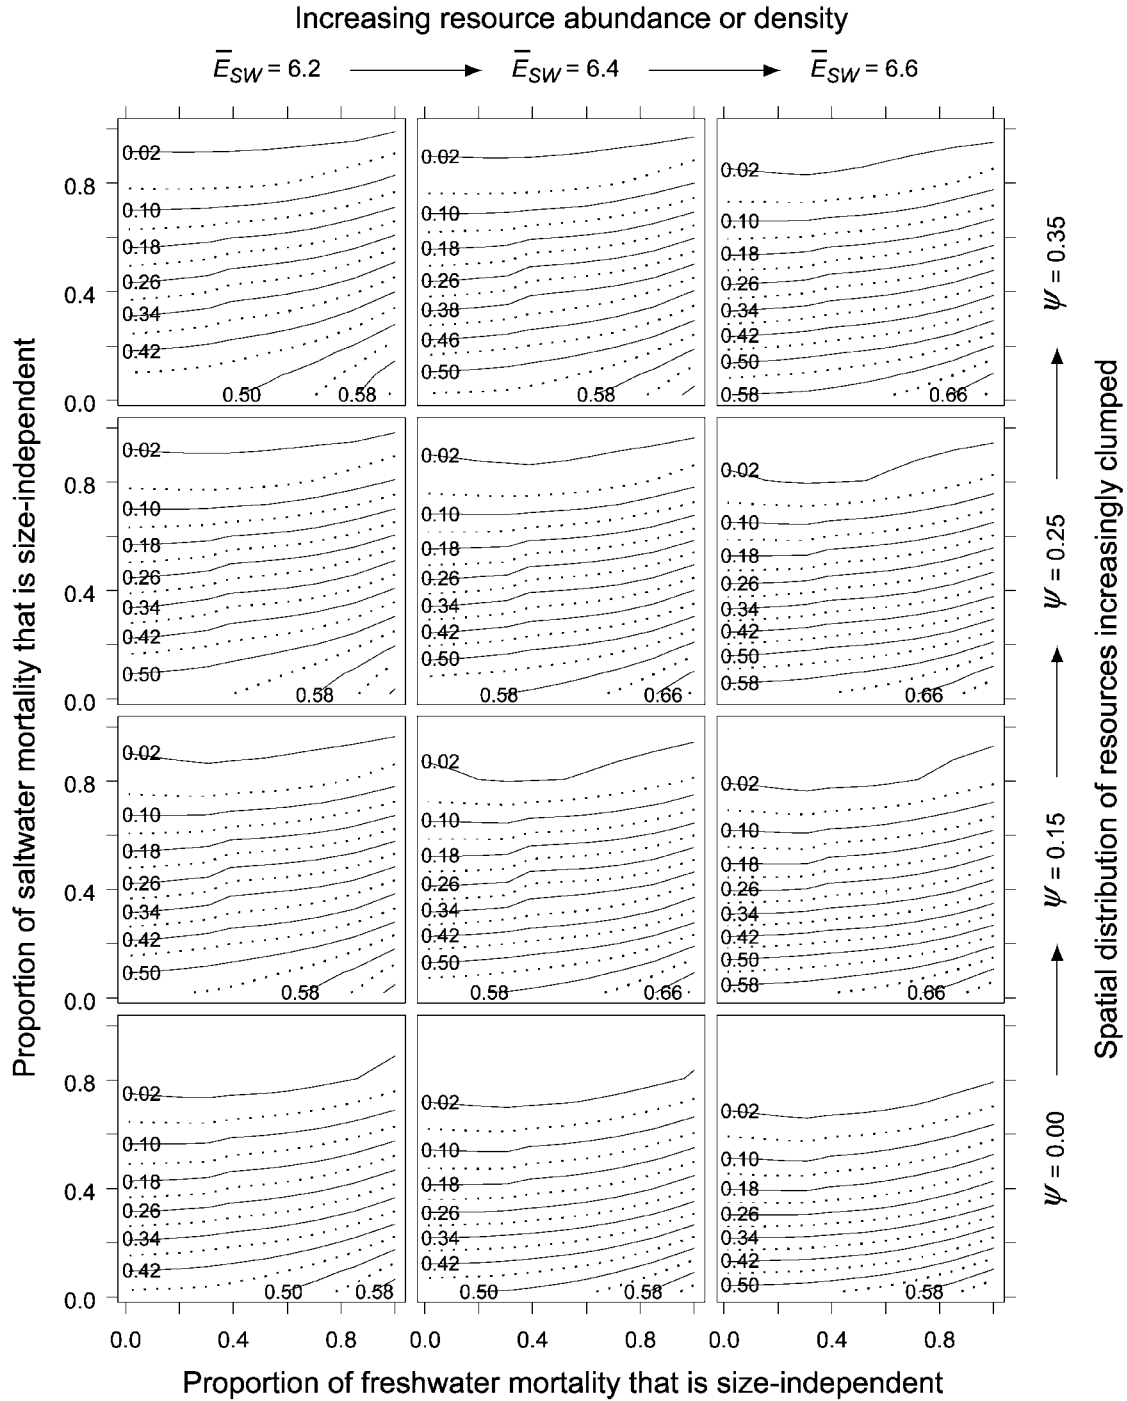 Increasing resource abundance or density
E̅SW = 6.2 → E̅SW = 6.4 → E̅SW = 6.6
0.02 0.02 0.02
0.8
0.10 0.10 0.10
0.18 0.18 0.18
0.26 0.26 0.26
0.4
0.34 0.38 0.34
0.42 0.46 0.42
0.50 0.50
0.50 0.58 0.58 0.58 0.66
0.0
ψ = 0.35
0.02 0.02 0.02
0.8
0.10 0.10 0.10
0.18 0.18 0.18
0.26 0.26 0.26
0.4
0.34 0.34 0.34
0.42 0.42 0.42
0.50 0.50 0.50
0.58 0.58 0.66 0.58 0.66
0.0
ψ = 0.25
0.02 0.02 0.02
0.8
0.10 0.10 0.10
0.18 0.18 0.18
0.26 0.26 0.26
0.4
0.34 0.34 0.34
0.42 0.42 0.42
0.50 0.50 0.50
0.58 0.58 0.66 0.58 0.66
0.0
ψ = 0.15
0.02 0.02 0.02
0.8
0.10 0.10 0.10
0.18 0.18 0.18
0.4
0.26 0.26 0.26
0.34 0.34 0.34
0.42 0.42 0.42
0.50 0.58 0.50 0.58 0.50 0.58
0.0
ψ = 0.00
0.0 0.4 0.8 0.0 0.4 0.8 0.0 0.4 0.8
Proportion of freshwater mortality that is size-independent
Proportion of saltwater mortality that is size-independent
Spatial distribution of resources increasingly clumped